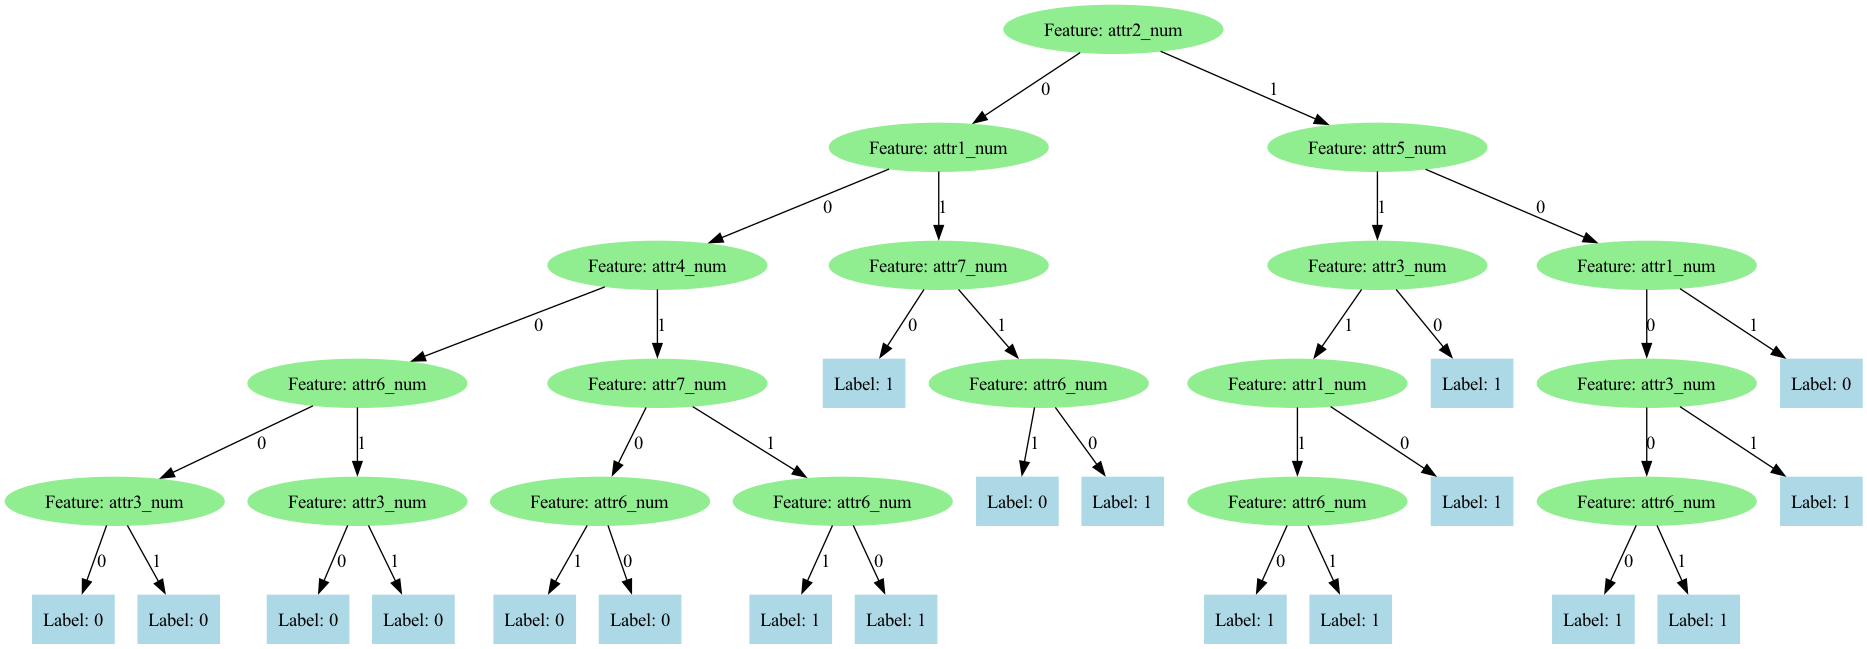 Feature: attr2_num
0
1
Feature: attr1_num
Feature: attr5_num
0
1
1
0
Feature: attr4_num
Feature: attr7_num
Feature: attr3_num
Feature: attr1_num
0
1
0
1
1
0
0
1
Feature: attr6_num
Feature: attr7_num
Label: 1
Feature: attr6_num
Feature: attr1_num
Label: 1
Feature: attr3_num
Label: 0
0
1
0
1
1
0
1
0
0
1
Feature: attr3_num
Feature: attr3_num
Feature: attr6_num
Feature: attr6_num
Label: 0
Label: 1
Feature: attr6_num
Label: 1
Feature: attr6_num
Label: 1
0
1
0
1
1
0
1
0
0
1
0
1
Label: 0
Label: 0
Label: 0
Label: 0
Label: 0
Label: 0
Label: 1
Label: 1
Label: 1
Label: 1
Label: 1
Label: 1